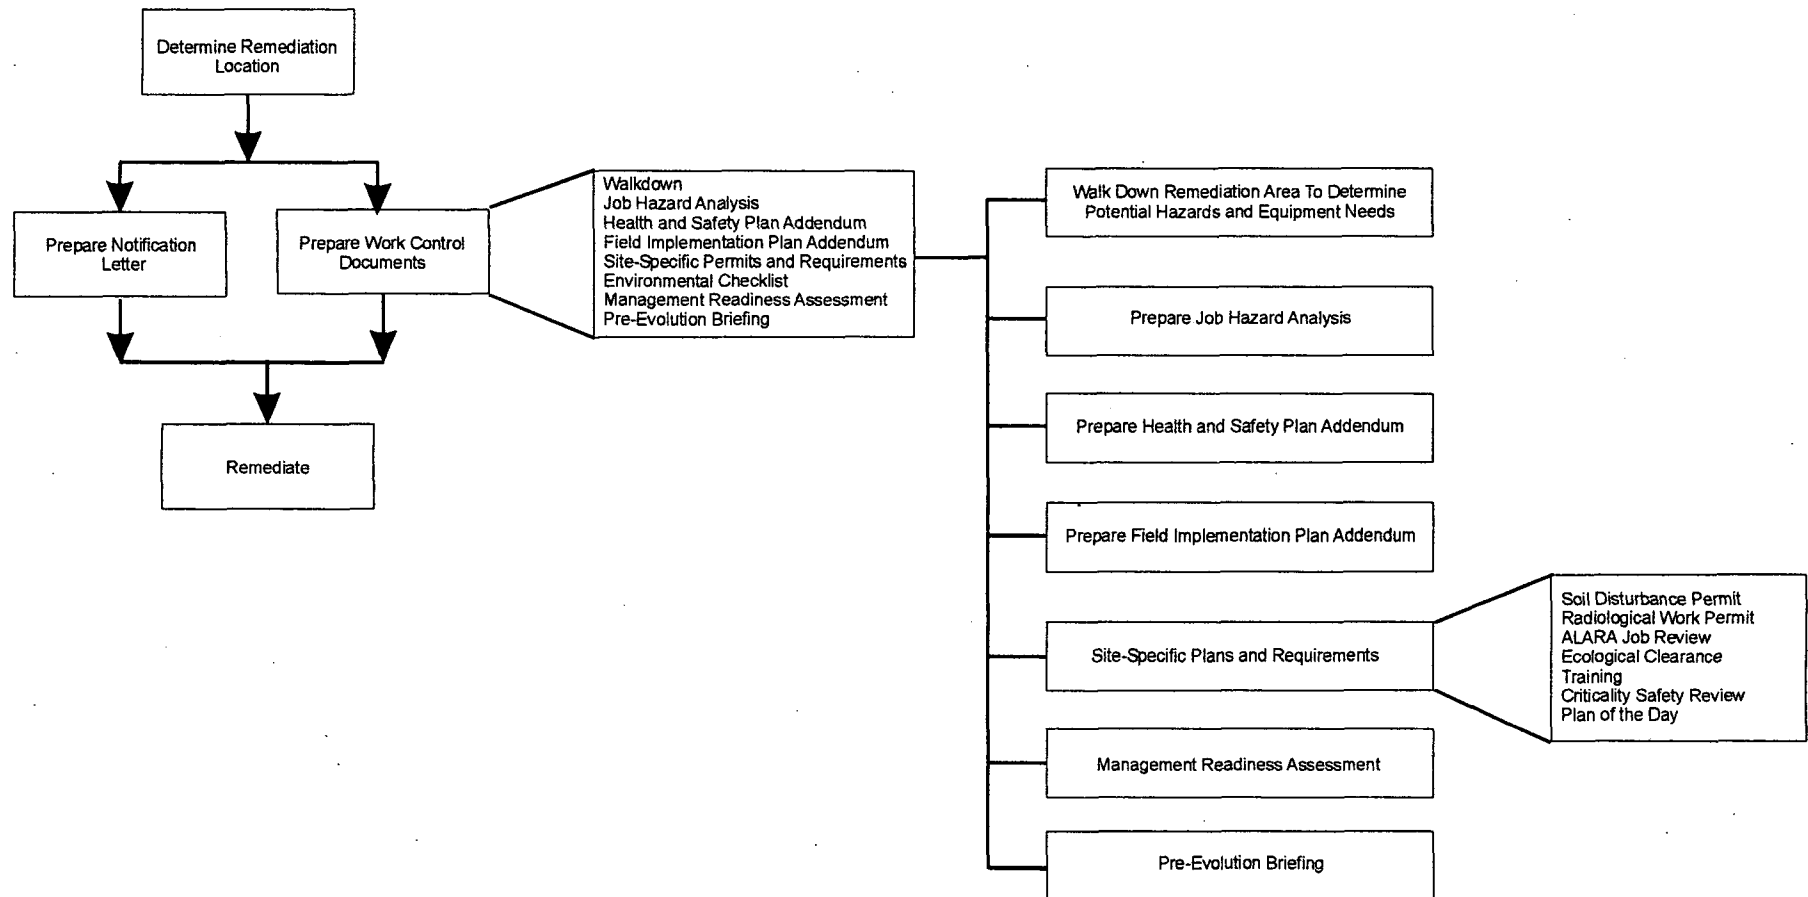 Determine Remediation
Location
Prepare Notification
Letter
Prepare Work Control
Documents
Remediate
Walkdown
Job Hazard Analysis
Health and Safety Plan Addendum
Field Implementation Plan Addendum
Site-Specific Permits and Requirements
Environmental Checklist
Management Readiness Assessment
Pre-Evolution Briefing
Walk Down Remediation Area To Determine
Potential Hazards and Equipment Needs
Prepare Job Hazard Analysis
Prepare Health and Safety Plan Addendum
Prepare Field Implementation Plan Addendum
Site-Specific Plans and Requirements
Management Readiness Assessment
Pre-Evolution Briefing
Soil Disturbance Permit
Radiological Work Permit
ALARA Job Review
Ecological Clearance
Training
Criticality Safety Review
Plan of the Day